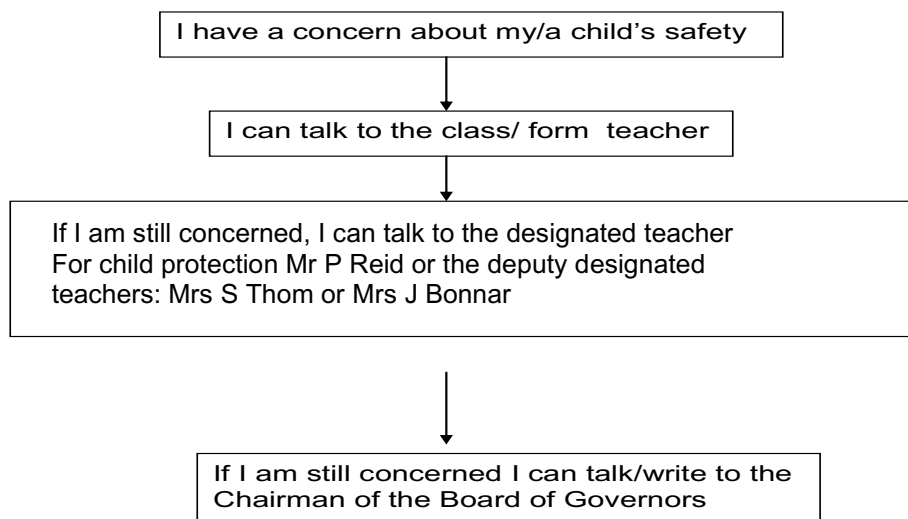 I have a concern about my/a child's safety
I can talk to the class/ form  teacher
If I am still concerned, I can talk to the designated teacher
For child protection Mr P Reid or the deputy designated
teachers: Mrs S Thom or Mrs J Bonnar
If I am still concerned I can talk/write to the
Chairman of the Board of Governors